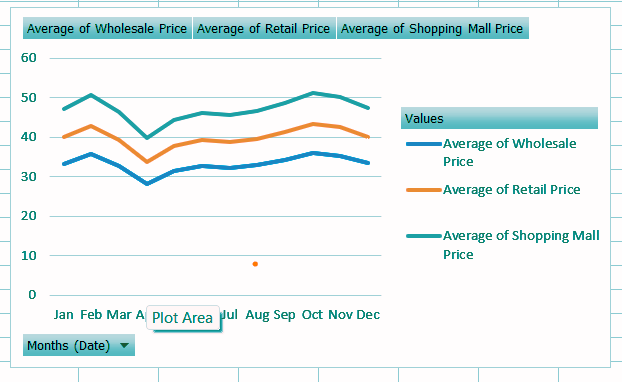 Average of Wholesale Price Average of Retail Price Average of Shopping Mall Price
60
50
40
30
20
10
0
Values
Average of Wholesale
Price
Average of Retail Price
Average of Shopping Mall
Price
Jan Feb Mar Jul Aug Sep Oct Nov Dec
Plot Area
Months (Date)